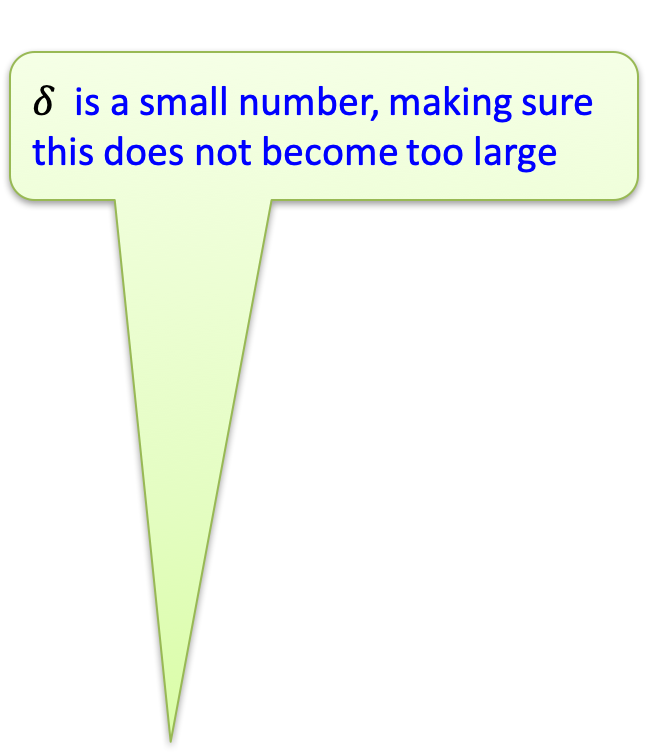 δ is a small number, making sure
this does not become too large